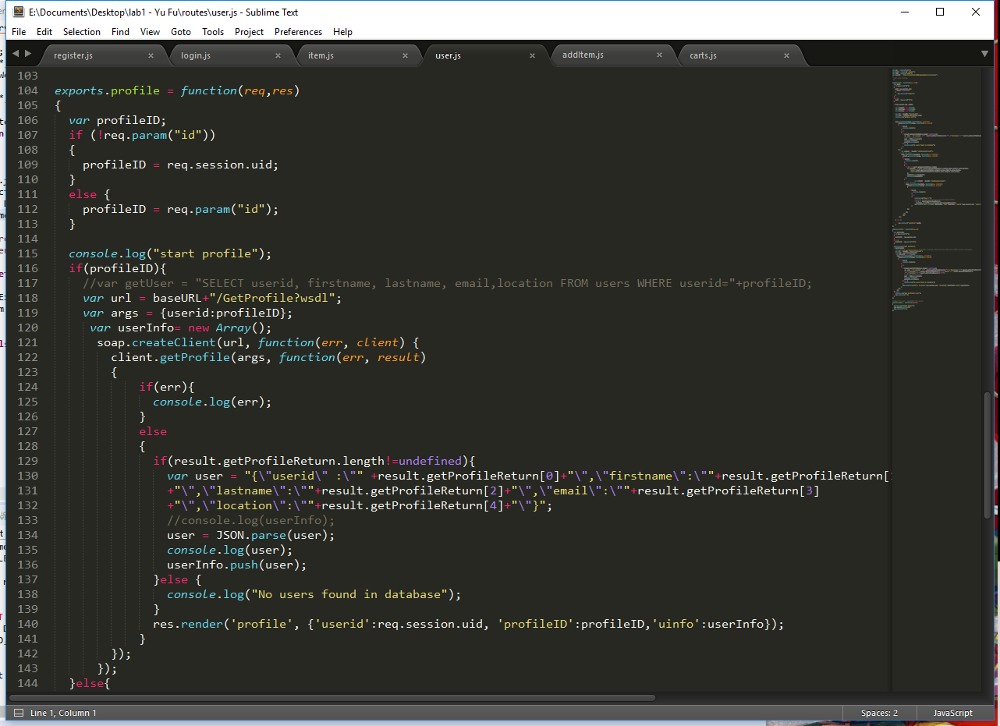 E:\Documents\Desktop\lab1 - Yu Fu\routes\user.js - Sublime Text
File Edit Selection Find View Goto Tools Project Preferences Help
register.js login.js item.js user.js addItem.js carts.js
103
104 exports.profile = function(req,res)
105 {
106 var profileID;
107 if (!req.param("id"))
108 {
109 profileID = req.session.uid;
110 }
111 else {
112 profileID = req.param("id");
113 }
114
115 console.log("start profile");
116 if(profileID){
117 //var getUser = "SELECT userid, firstname, lastname, email,location FROM users WHERE userid="+profileID;
118 var url = baseURL+"/GetProfile?wsdl";
119 var args = {userid:profileID};
120 var userInfo= new Array();
121 soap.createClient(url, function(err, client) {
122 client.getProfile(args, function(err, result)
123 {
124 if(err){
125 console.log(err);
126 }
127 else
128 {
129 if(result.getProfileReturn.length!=undefined){
130 var user = "{\"userid\" :\"" +result.getProfileReturn[0]+"\",\"firstname\":\""+result.getProfileReturn[
131 +"\",\"lastname\":\""+result.getProfileReturn[2]+"\",\"email\":\""+result.getProfileReturn[3]
132 +"\",\"location\":\""+result.getProfileReturn[4]+"\"}";
133 //console.log(userInfo);
134 user = JSON.parse(user);
135 console.log(user);
136 userInfo.push(user);
137 }else {
138 console.log("No users found in database");
139 }
140 res.render('profile', {'userid':req.session.uid, 'profileID':profileID,'uinfo':userInfo});
141 }
142 });
143 });
144 }else{
Line 1, Column 1 Spaces: 2 JavaScript